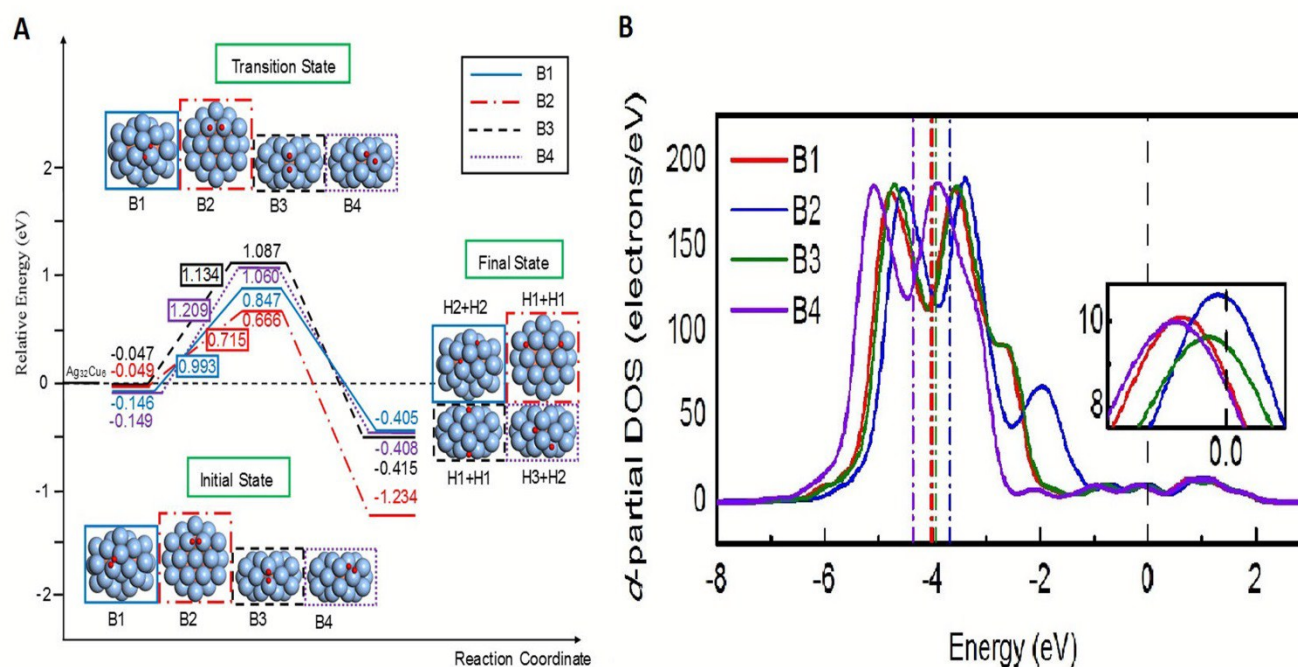 A
Relative Energy (eV)
2
1
0
-1
-2
Transition State
B1
B2
B3
B4
B1
B2
B3
B4
1.087
1.134
1.060
1.209
0.847
0.666
0.715
0.993
-0.047
-0.049
Ag32Cu6
-0.146
-0.149
Final State
H2+H2
H1+H1
H1+H1
H3+H2
-0.405
-0.408
-0.415
-1.234
Initial State
B1
B2
B3
B4
Reaction Coordinate
B
d-partial DOS (electrons/eV)
200
150
100
50
0
B1
B2
B3
B4
10
8
0.0
-8
-6
-4
-2
0
2
Energy (eV)